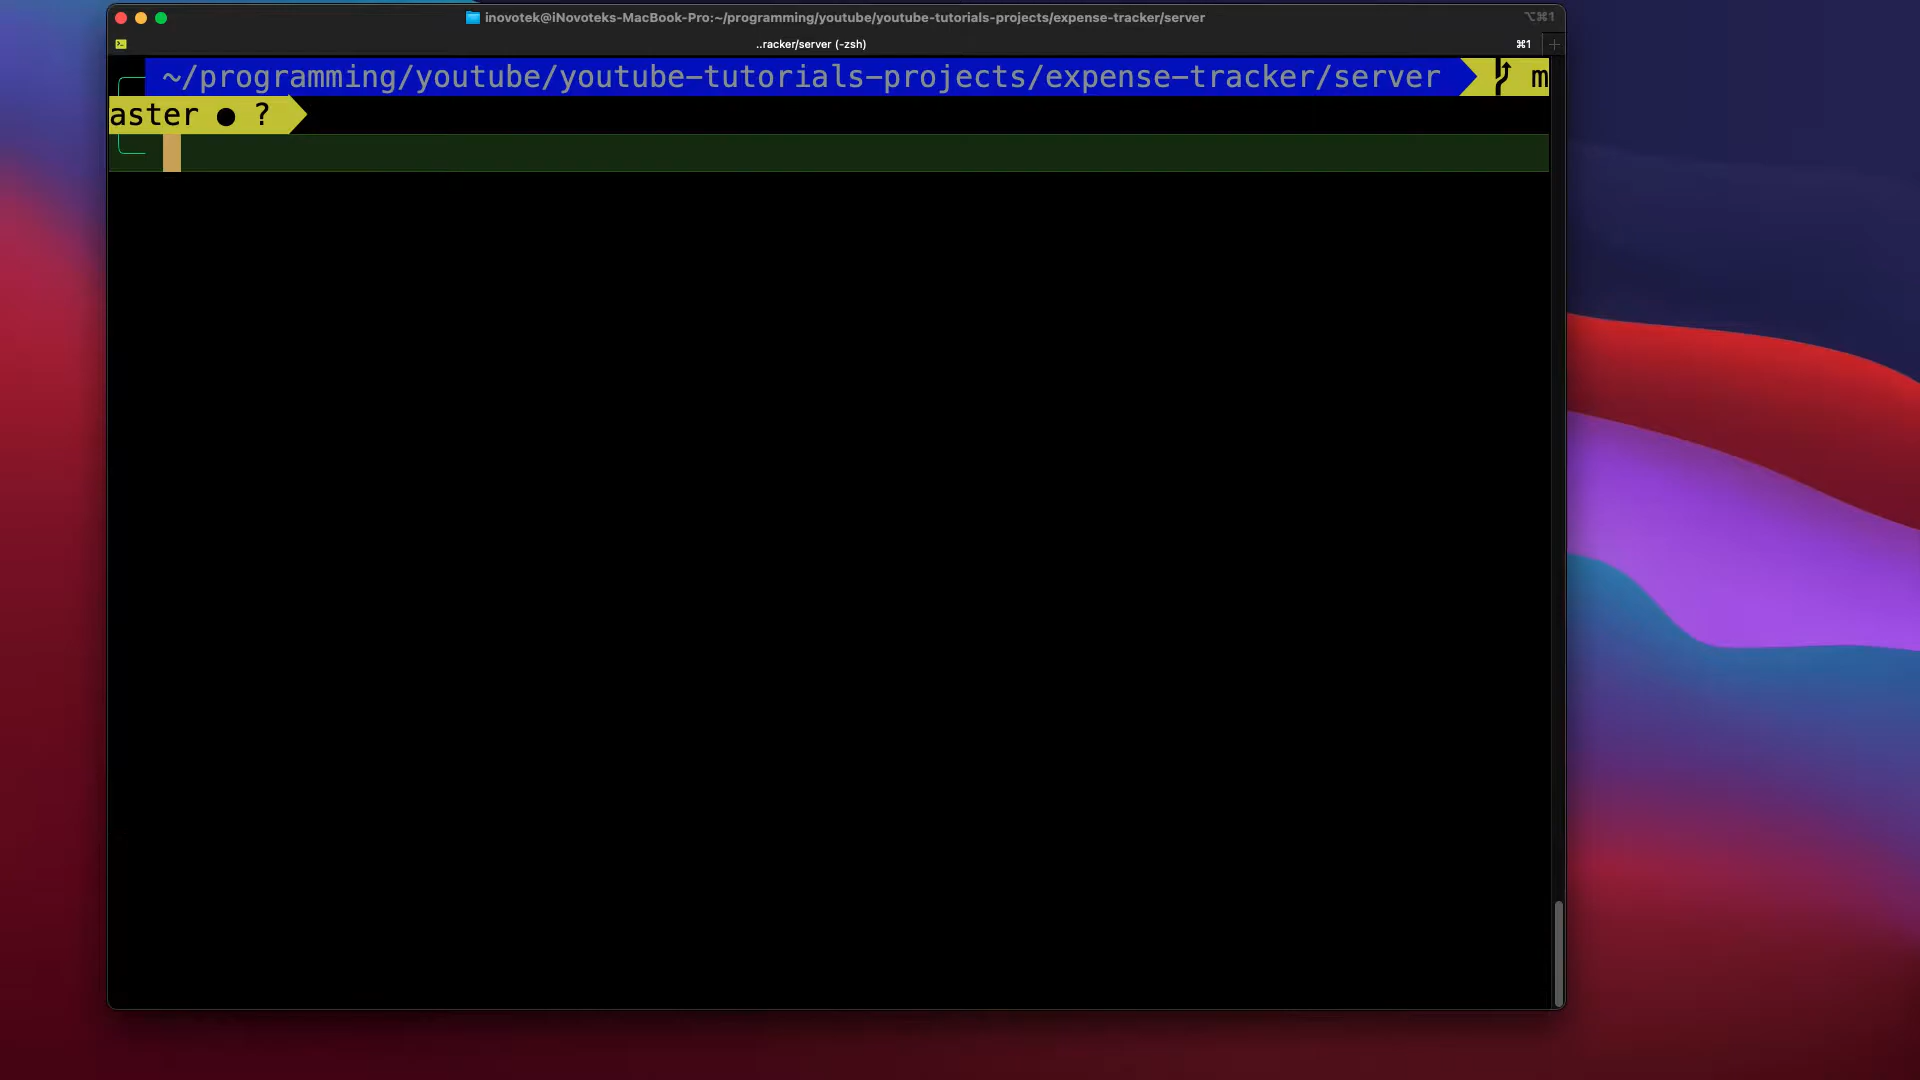 inovotek@iNovoteks-MacBook-Pro:~/programming/youtube/youtube-tutorials-projects/expense-tracker/server
⌥⌘1
..racker/server (-zsh)
⌘1
~/programming/youtube/youtube-tutorials-projects/expense-tracker/server m
aster ● ?